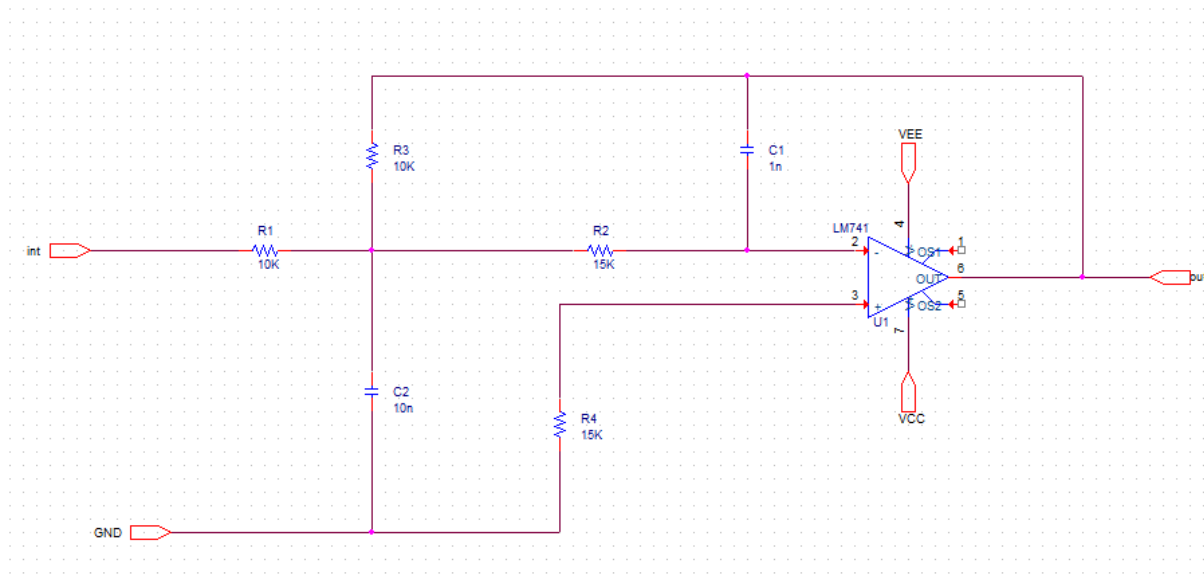 VEE
R3
10K
C1
1n
R1
10K
R2
15K
LM741
int
2
-
4
OS1
1
OUT
6
3
+
U1
OS2
5
7
VCC
C2
10n
R4
15K
GND